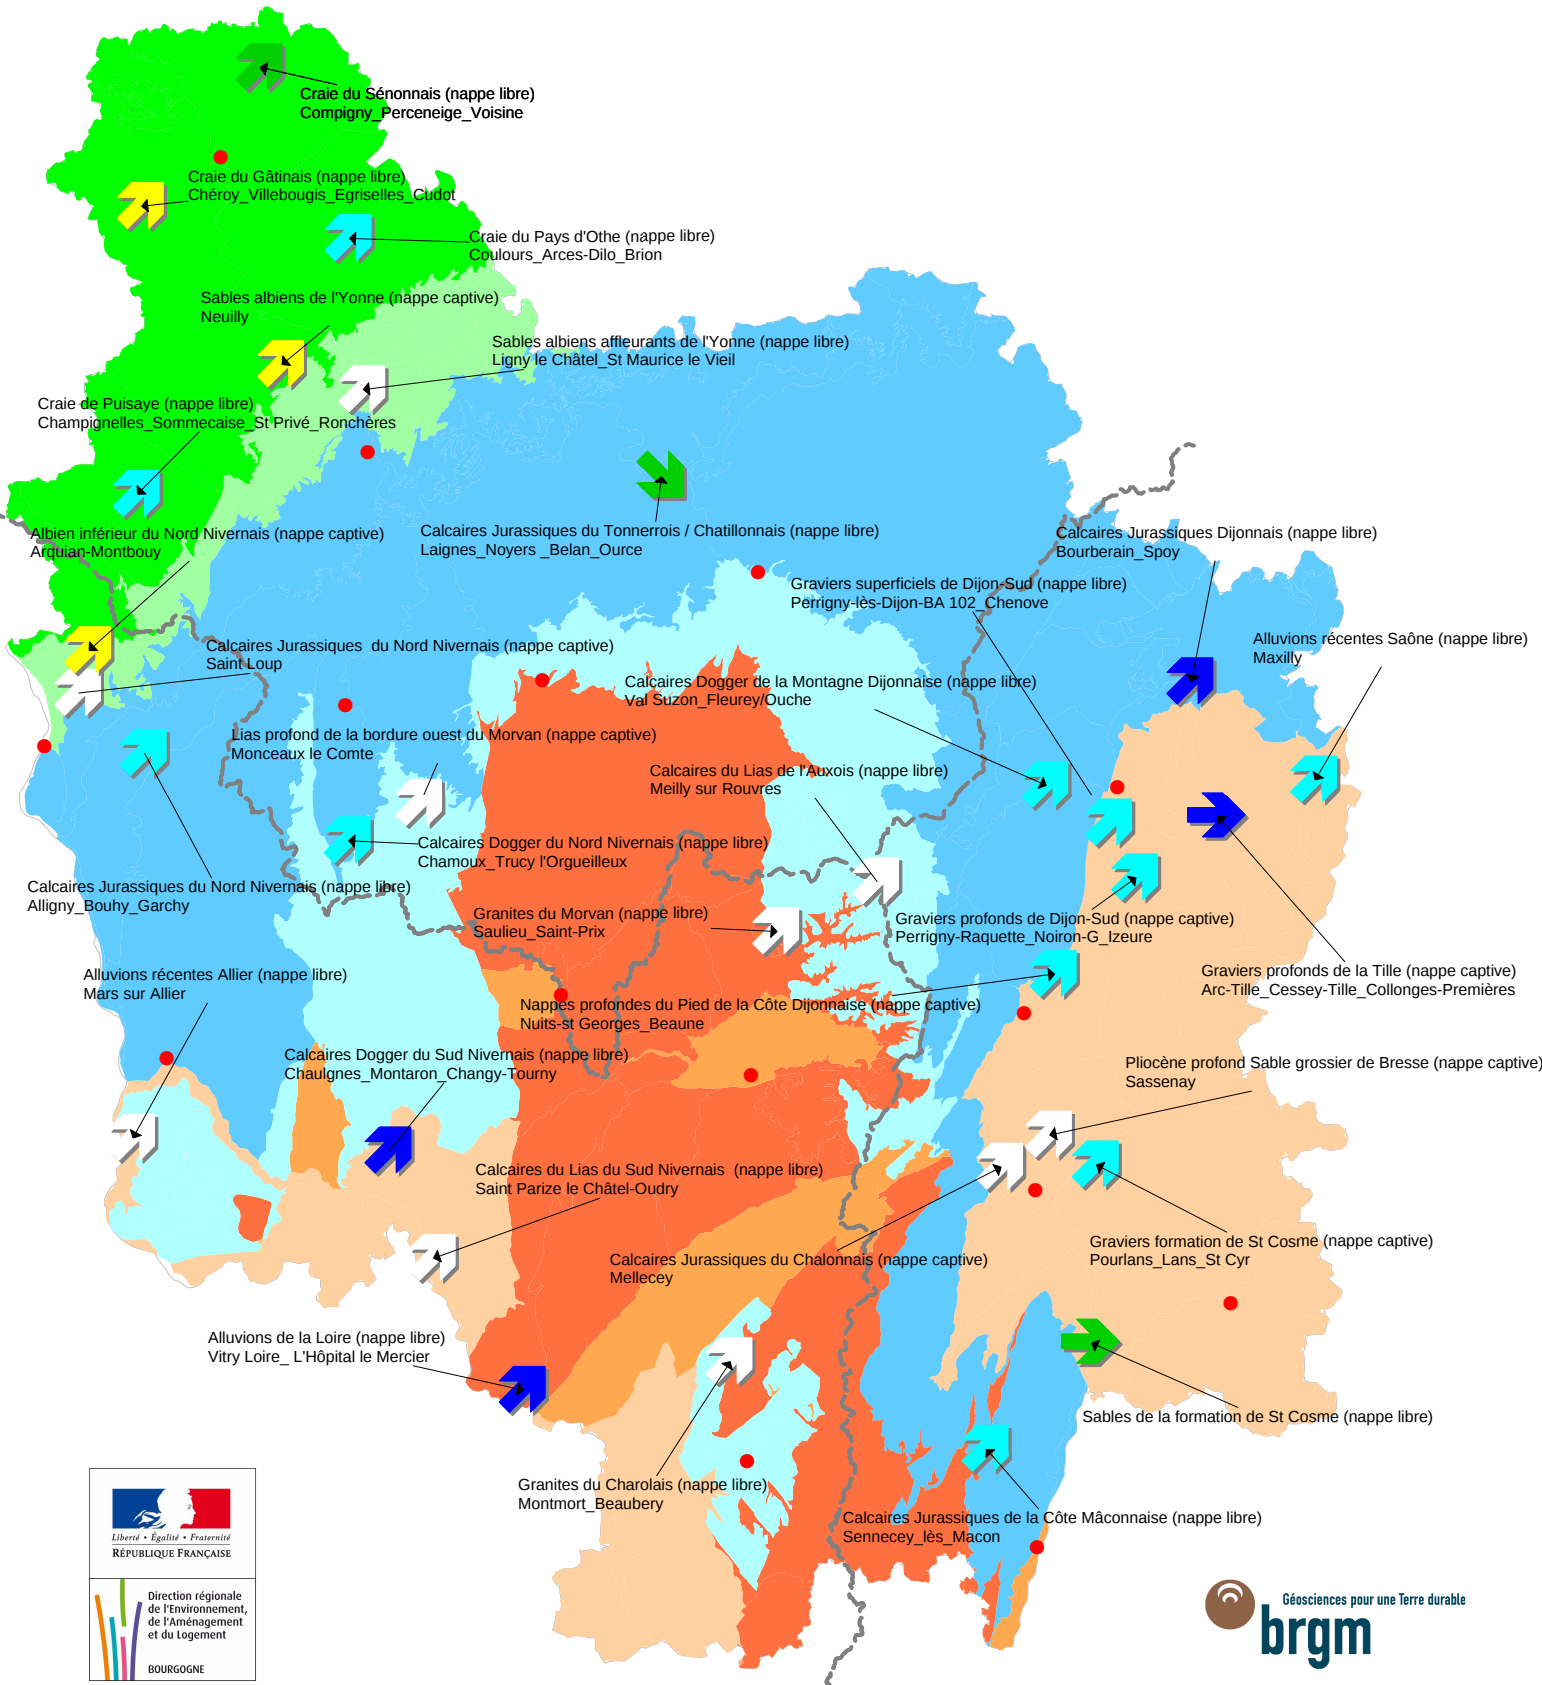 Craie du Sénonnais (nappe libre)
Compigny_Perceneige_Voisine
Craie du Gâtinais (nappe libre)
Chéroy_Villebougis_Egriselles_Cudot
Craie du Pays d'Othe (nappe libre)
Coulours_Arces-Dilo_Brion
Sables albiens de l'Yonne (nappe captive)
Neuilly
Sables albiens affleurants de l'Yonne (nappe libre)
Ligny le Châtel_St Maurice le Vieil
Craie de Puisaye (nappe libre)
Champignelles_Sommecaise_St Privé_Ronchères
Albien inférieur du Nord Nivernais (nappe captive)
Arquian-Montbouy
Calcaires Jurassiques du Tonnerrois / Chatillonnais (nappe libre)
Laignes_Noyers _Belan_Ource
Calcaires Jurassiques Dijonnais (nappe libre)
Bourberain_Spoy
Graviers superficiels de Dijon-Sud (nappe libre)
Perrigny-lès-Dijon-BA 102_Chenove
Alluvions récentes Saône (nappe libre)
Maxilly
Calcaires Jurassiques  du Nord Nivernais (nappe captive)
Saint Loup
Calcaires Dogger de la Montagne Dijonnaise (nappe libre)
Val Suzon_Fleurey/Ouche
Lias profond de la bordure ouest du Morvan (nappe captive)
Monceaux le Comte
Calcaires du Lias de l'Auxois (nappe libre)
Meilly sur Rouvres
Calcaires Dogger du Nord Nivernais (nappe libre)
Chamoux_Trucy l'Orgueilleux
Calcaires Jurassiques du Nord Nivernais (nappe libre)
Alligny_Bouhy_Garchy
Granites du Morvan (nappe libre)
Saulieu_Saint-Prix
Graviers profonds de Dijon-Sud (nappe captive)
Perrigny-Raquette_Noiron-G_Izeure
Graviers profonds de la Tille (nappe captive)
Arc-Tille_Cessey-Tille_Collonges-Premières
Alluvions récentes Allier (nappe libre)
Mars sur Allier
Nappes profondes du Pied de la Côte Dijonnaise (nappe captive)
Nuits-st Georges_Beaune
Calcaires Dogger du Sud Nivernais (nappe libre)
Chaulgnes_Montaron_Changy-Tourny
Pliocène profond Sable grossier de Bresse (nappe captive)
Sassenay
Calcaires du Lias du Sud Nivernais  (nappe libre)
Saint Parize le Châtel-Oudry
Calcaires Jurassiques du Chalonnais (nappe captive)
Mellecey
Graviers formation de St Cosme (nappe captive)
Pourlans_Lans_St Cyr
Alluvions de la Loire (nappe libre)
Vitry Loire_ L'Hôpital le Mercier
Sables de la formation de St Cosme (nappe libre)
Granites du Charolais (nappe libre)
Montmort_Beaubery
Calcaires Jurassiques de la Côte Mâconnaise (nappe libre)
Sennecey_lès_Macon
Liberté • Égalité • Fraternité
RÉPUBLIQUE FRANÇAISE
Direction régionale
de l'Environnement,
de l'Aménagement
et du Logement
BOURGOGNE
Géosciences pour une Terre durable
brgm